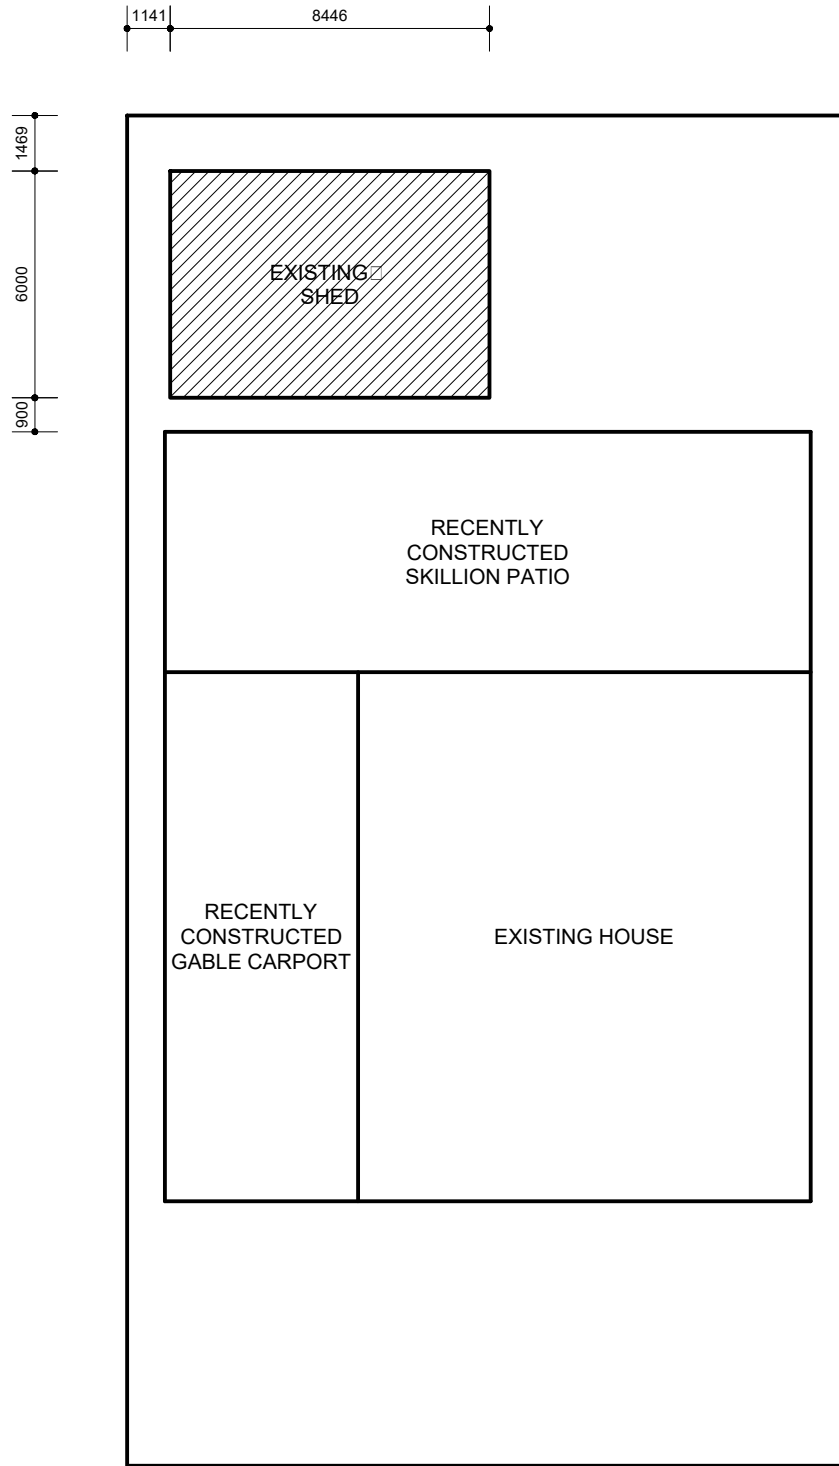 1141
8446
1469
6000
900
EXISTING□
SHED
RECENTLY
CONSTRUCTED
SKILLION PATIO
RECENTLY
CONSTRUCTED
GABLE CARPORT
EXISTING HOUSE